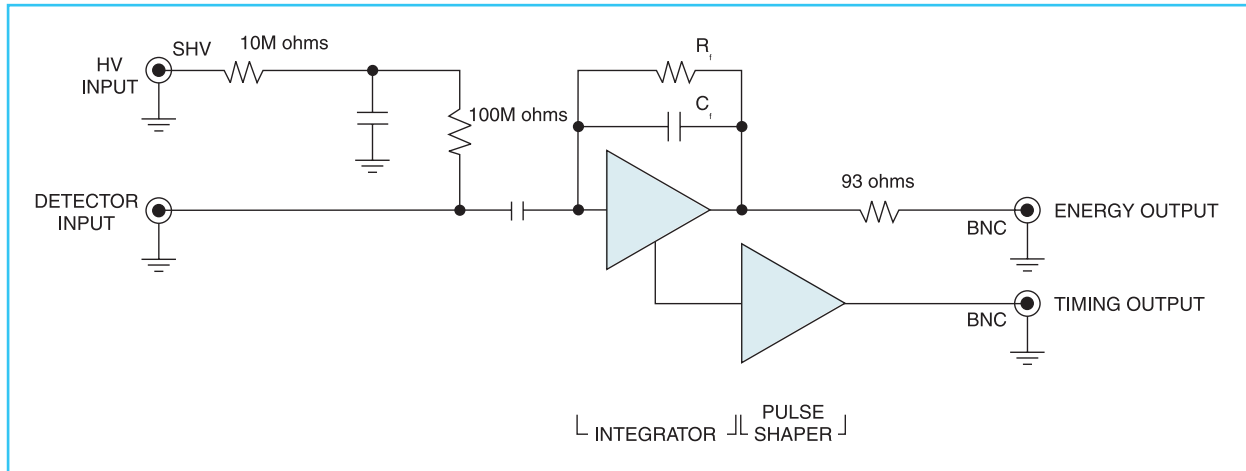 SHV
10M ohms
HV
INPUT
100M ohms
R f
C f
DETECTOR
INPUT
93 ohms
BNC
ENERGY OUTPUT
BNC
TIMING OUTPUT
INTEGRATOR
PULSE
SHAPER